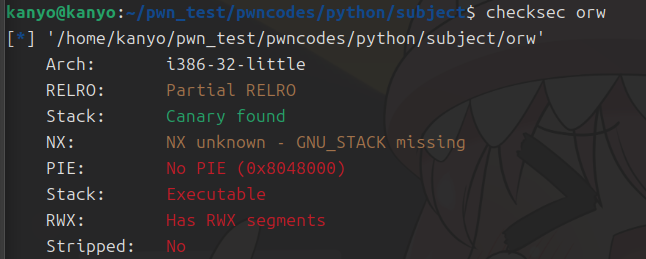 kanyo@kanyo:~/pwn_test/pwncodes/python/subject$ checksec orw
[*] '/home/kanyo/pwn_test/pwncodes/python/subject/orw'
Arch: i386-32-little
RELRO: Partial RELRO
Stack: Canary found
NX: NX unknown - GNU_STACK missing
PIE: No PIE (0x8048000)
Stack: Executable
RWX: Has RWX segments
Stripped: No